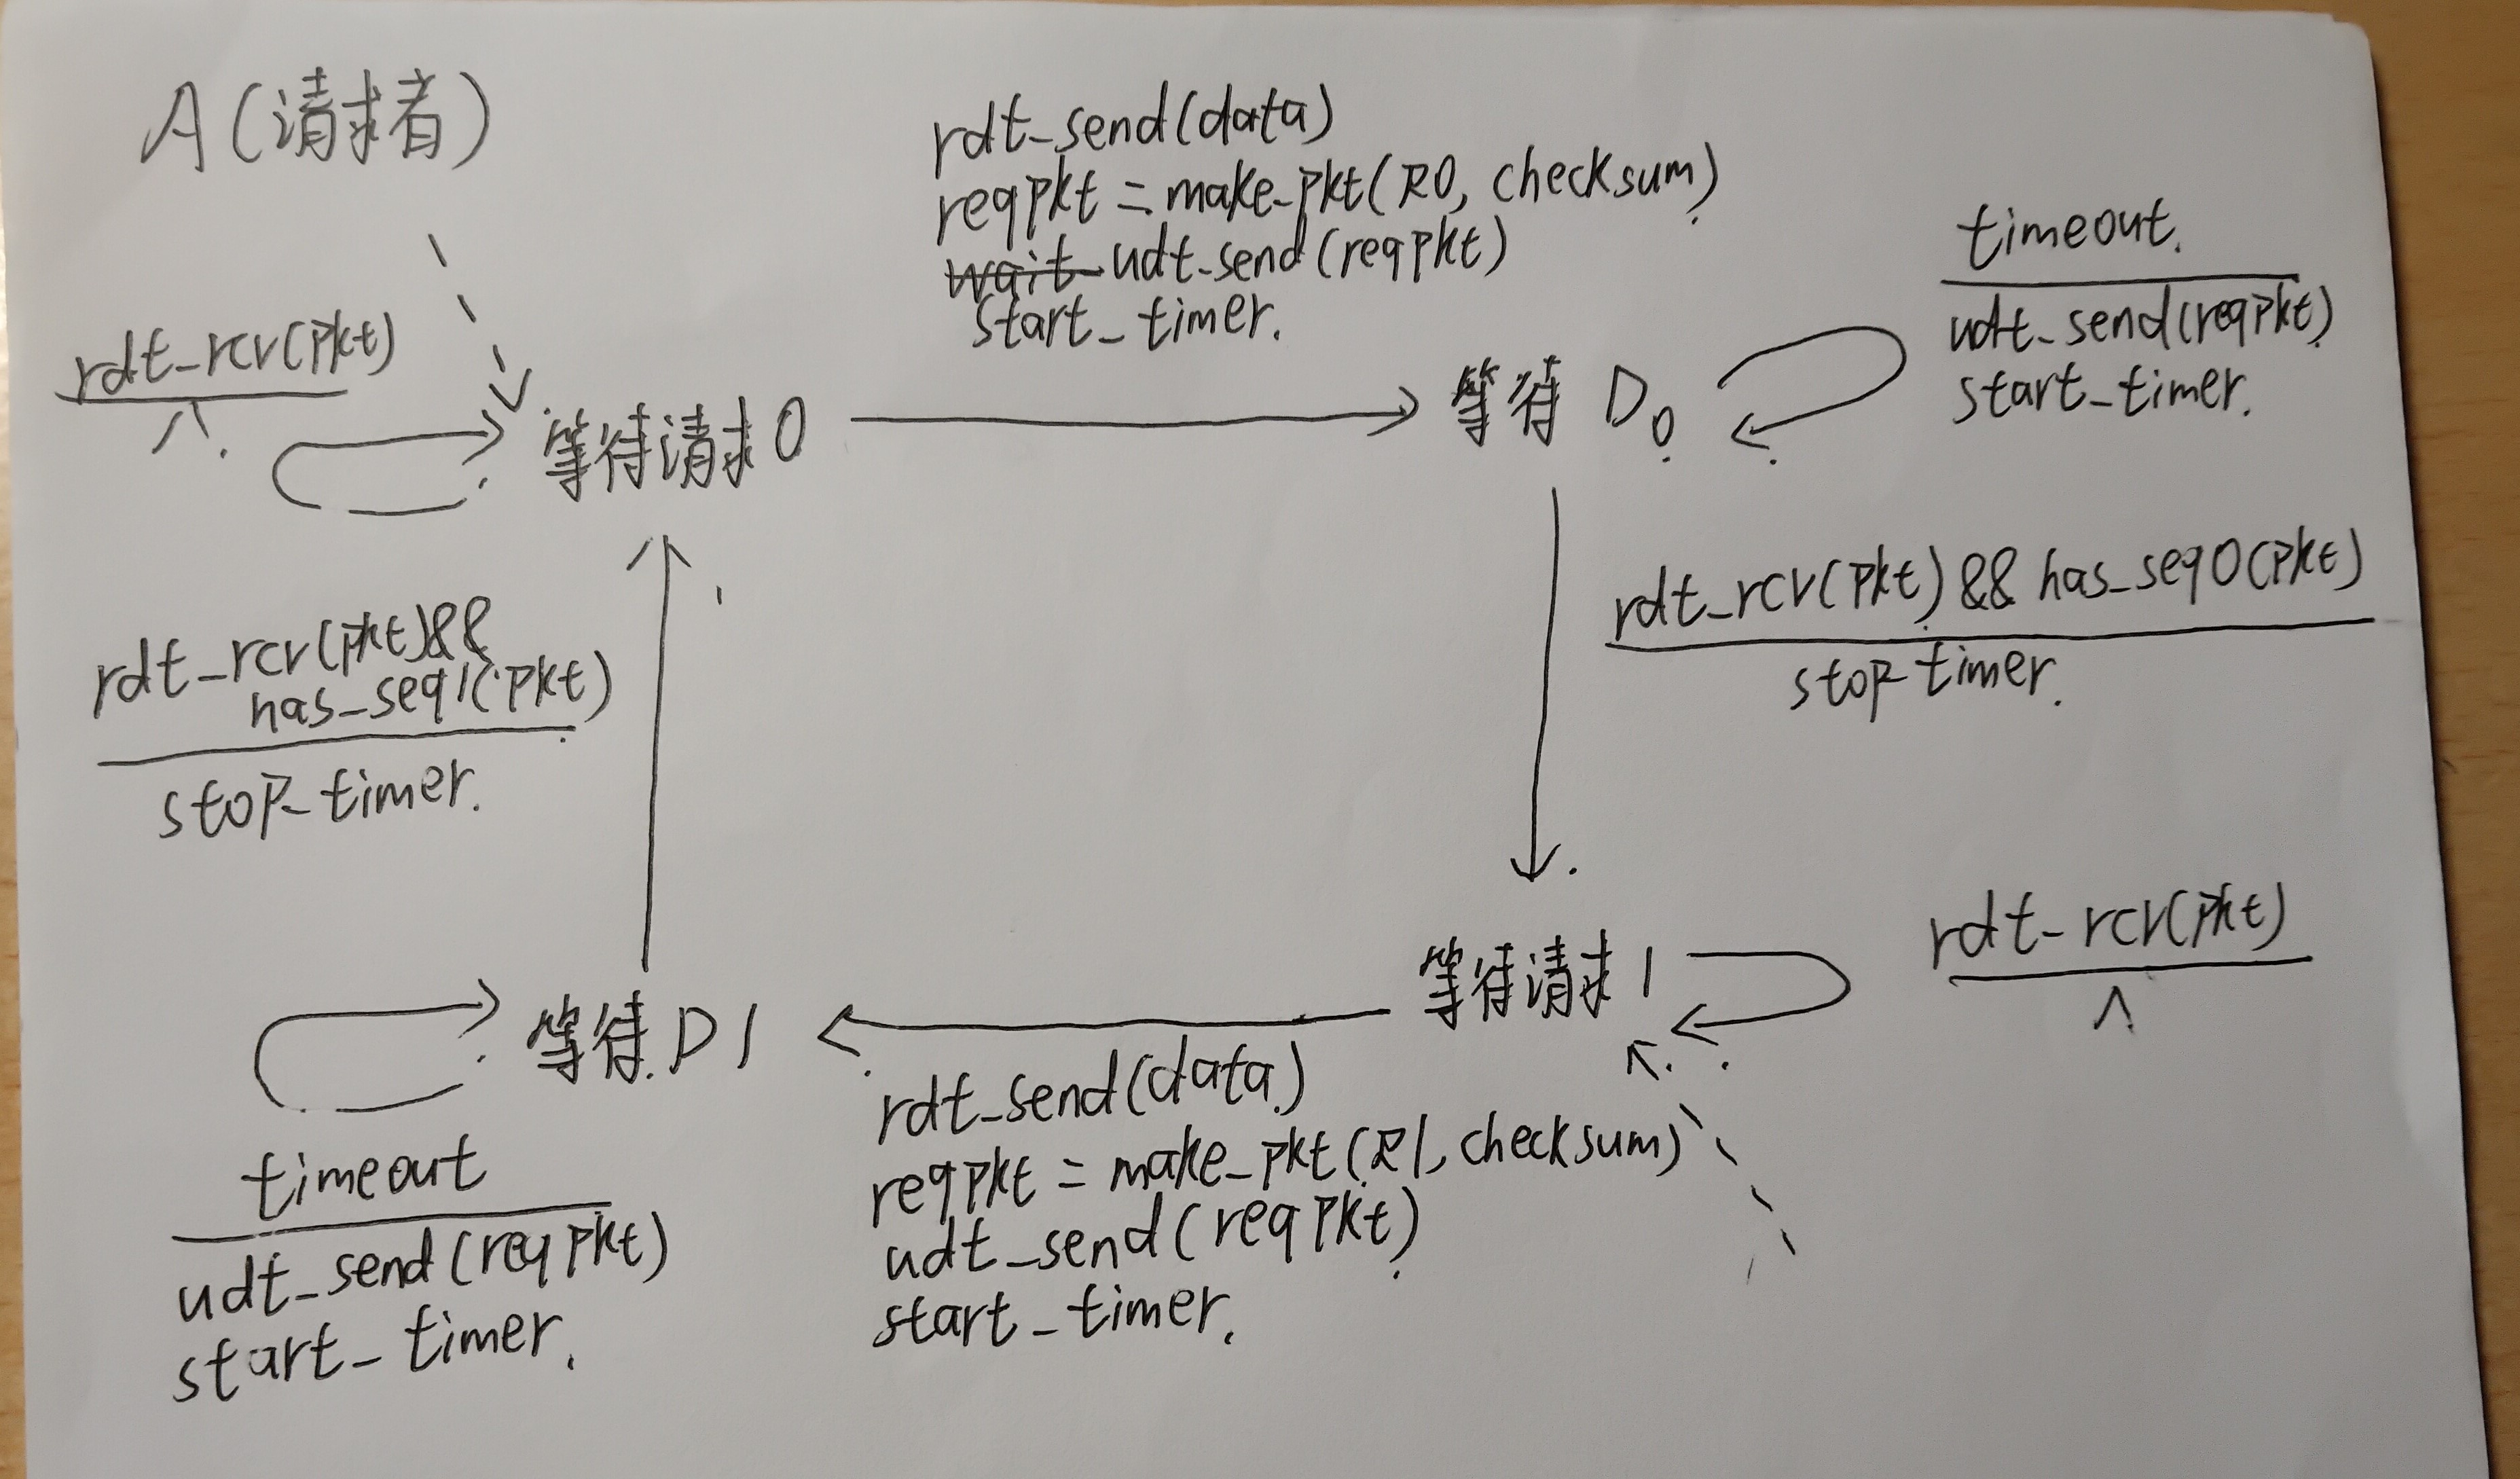 A(请求者)
rdt_send(data)
reqpkt = make_pkt(R0, checksum)
wait udt_send(reqpkt)
start_timer.
timeout.
udt_send(reqpkt)
start_timer.
rdt_rcv(pkt)
Λ.
等待请求0
等待 D0
rdt_rcv(pkt) && has_seq0(pkt)
stop timer.
rdt_rcv(pkt)&&
has_seq1(pkt)
stop_timer.
rdt_rcv(pkt)
Λ
等待请求1
等待 D1
rdt_send(data)
reqpkt = make_pkt(R1, checksum)
udt_send(reqpkt)
start_timer.
timeout
udt_send(reqpkt)
start_timer.